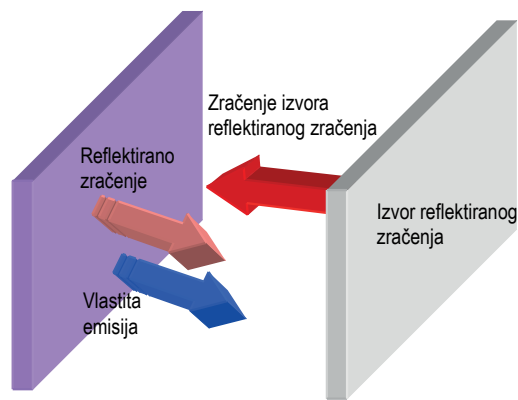 Zračenje izvora
reflektiranog zračenja
Reflektirano
zračenje
Izvor reflektiranog
zračenja
Vlastita
emisija